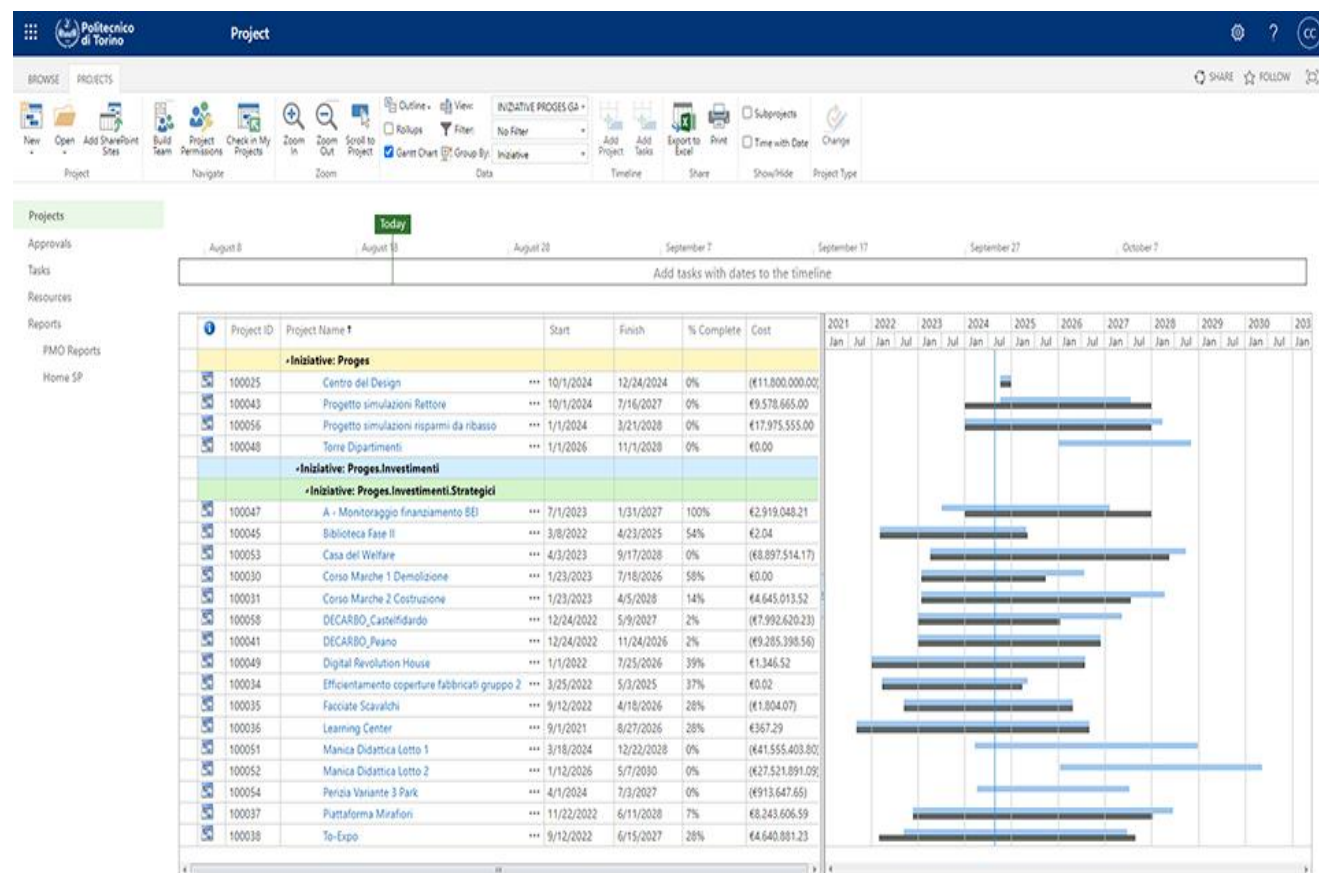 Politecnico
di Torino
Project
CC
BROWSE PROJECTS SHARE FOLLOW
New Open Add SharePoint Sites Build Team Project Permissions Check in My Projects Zoom In Zoom Out Scroll to Project
Outline View: INIZIATIVE PROGES GA
Rollups Filter: No Filter
Gantt Chart Group By: Iniziative
Add Project Add Tasks Export to Excel Print
Subprojects
Time with Date
Change
Project Navigate Zoom Data Timeline Share Show/Hide Project Type
Projects
Approvals
Tasks
Resources
Reports
PMO Reports
Home SP
Today
August 8 August 18 August 28 September 7 September 17 September 27 October 7
Add tasks with dates to the timeline
Project ID Project Name Start Finish % Complete Cost 2021 2022 2023 2024 2025 2026 2027 2028 2029 2030 203
Jan Jul Jan Jul Jan Jul Jan Jul Jan Jul Jan Jul Jan Jul Jan Jul Jan Jul Jan Jul Jan
Iniziative: Proges
100025 Centro del Design ... 10/1/2024 12/24/2024 0% (€11.800.000.00)
100043 Progetto simulazioni Rettore ... 10/1/2024 7/16/2027 0% €9.578.665.00
100056 Progetto simulazioni risparmi da ribasso ... 1/1/2024 3/21/2028 0% €17.975.555.00
100048 Torre Dipartimenti ... 1/1/2026 11/1/2028 0% €0.00
Iniziative: Proges.Investimenti
Iniziative: Proges.Investimenti.Strategici
100047 A - Monitoraggio finanziamento BEI ... 7/1/2023 1/31/2027 100% €2.919.048.21
100045 Biblioteca Fase II ... 3/8/2022 4/23/2025 54% €2.04
100053 Casa del Welfare ... 4/3/2023 9/17/2028 0% (€8.897.514.17)
100030 Corso Marche 1 Demolizione ... 1/23/2023 7/18/2026 58% €0.00
100031 Corso Marche 2 Costruzione ... 1/23/2023 4/5/2028 14% €4.645.013.52
100058 DECARBO_Castelfidardo ... 12/24/2022 5/9/2027 2% (€7.992.620.23)
100041 DECARBO_Peano ... 12/24/2022 11/24/2026 2% (€9.285.398.56)
100049 Digital Revolution House ... 1/1/2022 7/25/2026 39% €1.346.52
100034 Efficientamento coperture fabbricati gruppo 2 ... 3/25/2022 5/3/2025 37% €0.02
100035 Facciate Scavalchi ... 9/12/2022 4/18/2026 28% (€1.804.07)
100036 Learning Center ... 9/1/2021 8/27/2026 28% €367.29
100051 Manica Didattica Lotto 1 ... 3/18/2024 12/22/2028 0% (€41.555.403.80)
100052 Manica Didattica Lotto 2 ... 1/12/2026 5/7/2030 0% (€27.521.891.09)
100054 Perizia Variante 3 Park ... 4/1/2024 7/3/2027 0% (€913.647.65)
100037 Piattaforma Mirafiori ... 11/22/2022 6/11/2028 7% €8.243.606.59
100038 To-Expo ... 9/12/2022 6/15/2027 28% €4.640.881.23